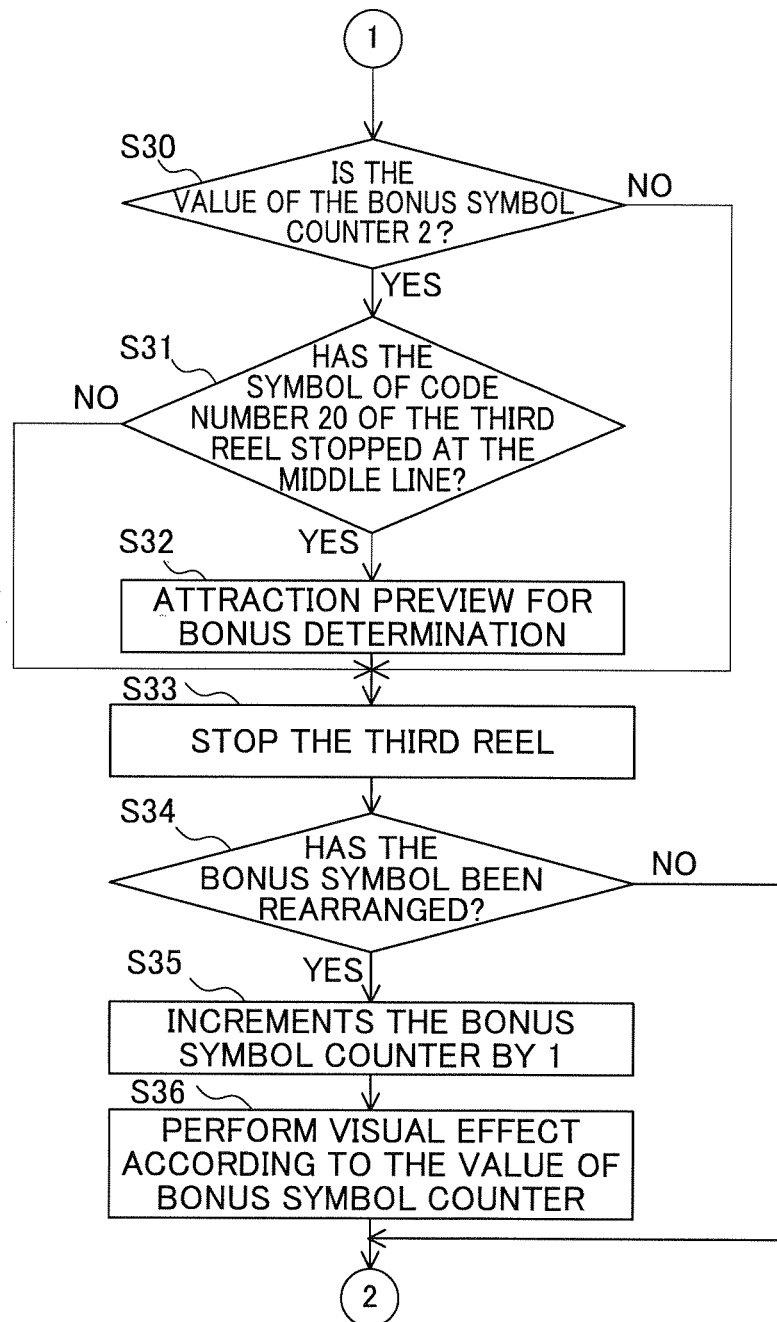 1
S30
IS THE
VALUE OF THE BONUS SYMBOL
COUNTER 2?
NO
YES
S31
HAS THE
SYMBOL OF CODE
NUMBER 20 OF THE THIRD
REEL STOPPED AT THE
MIDDLE LINE?
NO
YES
S32
ATTRACTION PREVIEW FOR
BONUS DETERMINATION
S33
STOP THE THIRD REEL
S34
HAS THE
BONUS SYMBOL BEEN
REARRANGED?
NO
YES
S35
INCREMENTS THE BONUS
SYMBOL COUNTER BY 1
S36
PERFORM VISUAL EFFECT
ACCORDING TO THE VALUE OF
BONUS SYMBOL COUNTER
2